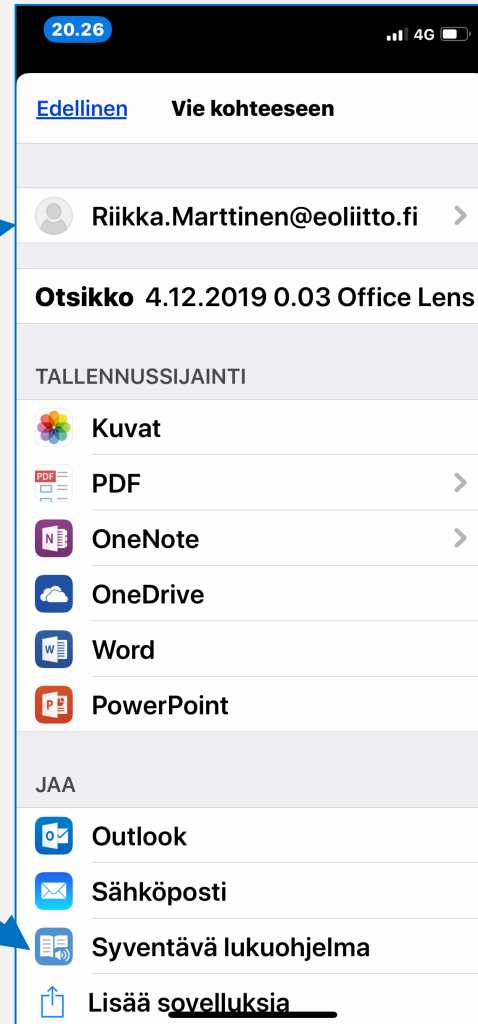 20.26 4G
Edellinen Vie kohteeseen
Riikka.Marttinen@eoliitto.fi
Otsikko 4.12.2019 0.03 Office Lens
TALLENNUSSIJAINTI
Kuvat
PDF PDF
N OneNote
OneDrive
W Word
P PowerPoint
JAA
O Outlook
Sähköposti
Syventävä lukuohjelma
Lisää sovelluksia